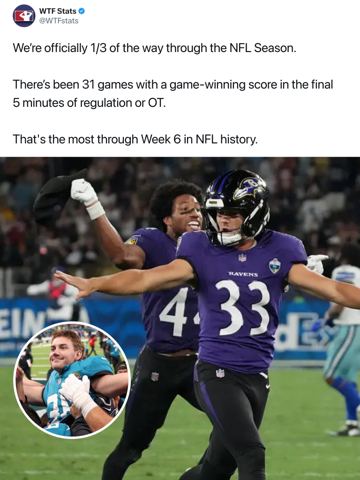 WTF Stats
@WTFstats
We're officially 1/3 of the way through the NFL Season.
There's been 31 games with a game-winning score in the final
5 minutes of regulation or OT.
That's the most through Week 6 in NFL history.
RAVENS
4 33